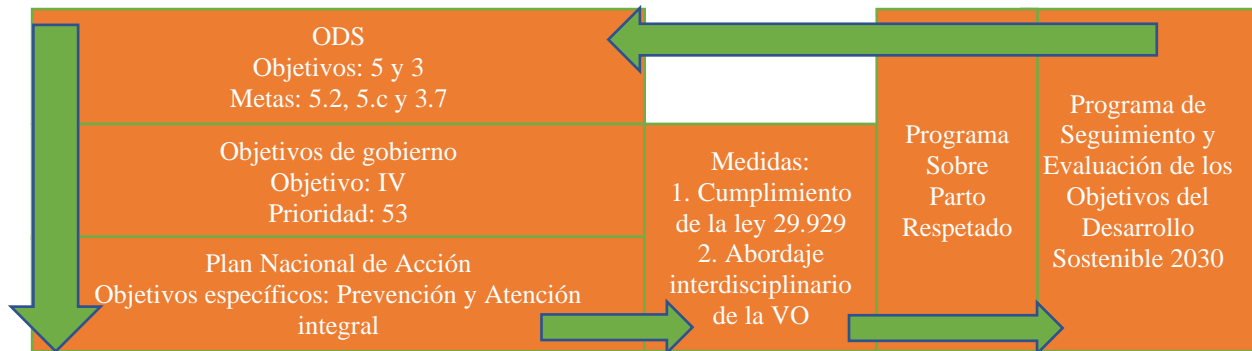 ODS
Objetivos: 5 y 3
Metas: 5.2, 5.c y 3.7
Objetivos de gobierno
Objetivo: IV
Prioridad: 53
Plan Nacional de Acción
Objetivos específicos: Prevención y Atención
integral
Medidas:
1. Cumplimiento
de la ley 29.929
2. Abordaje
interdisciplinario
de la VO
Programa
Sobre
Parto
Respetado
Programa de
Seguimiento y
Evaluación de los
Objetivos del
Desarrollo
Sostenible 2030